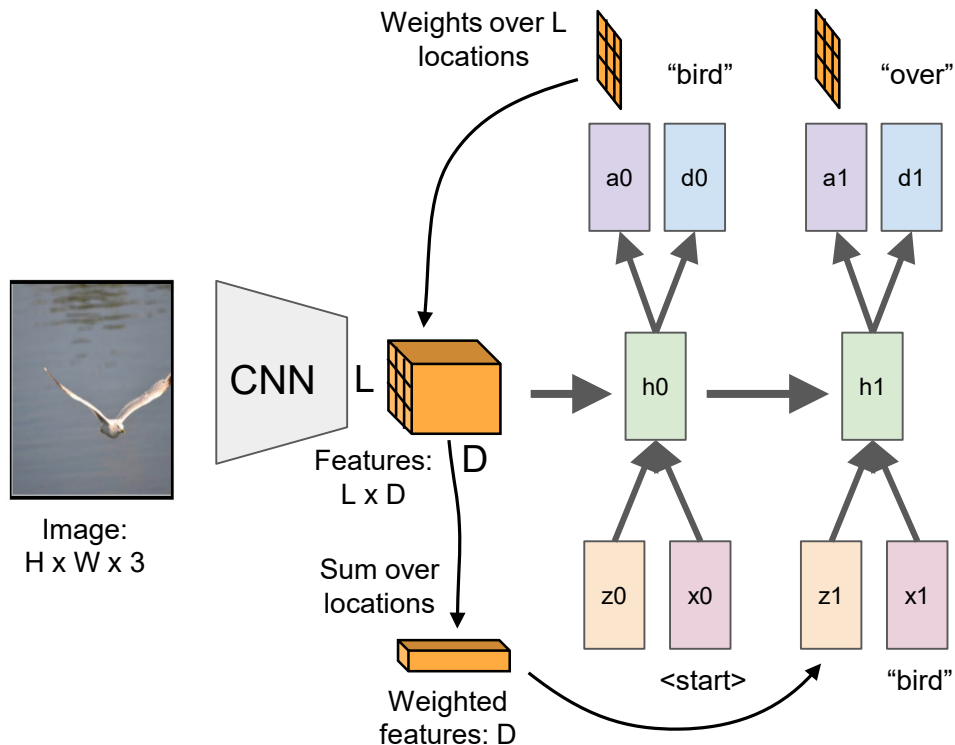 Weights over L
locations
“bird”
“over”
a0
d0
a1
d1
CNN
L
h0
h1
D
Features:
L x D
Image:
H x W x 3
Sum over
locations
z0
x0
z1
x1
<start>
“bird”
Weighted
features: D